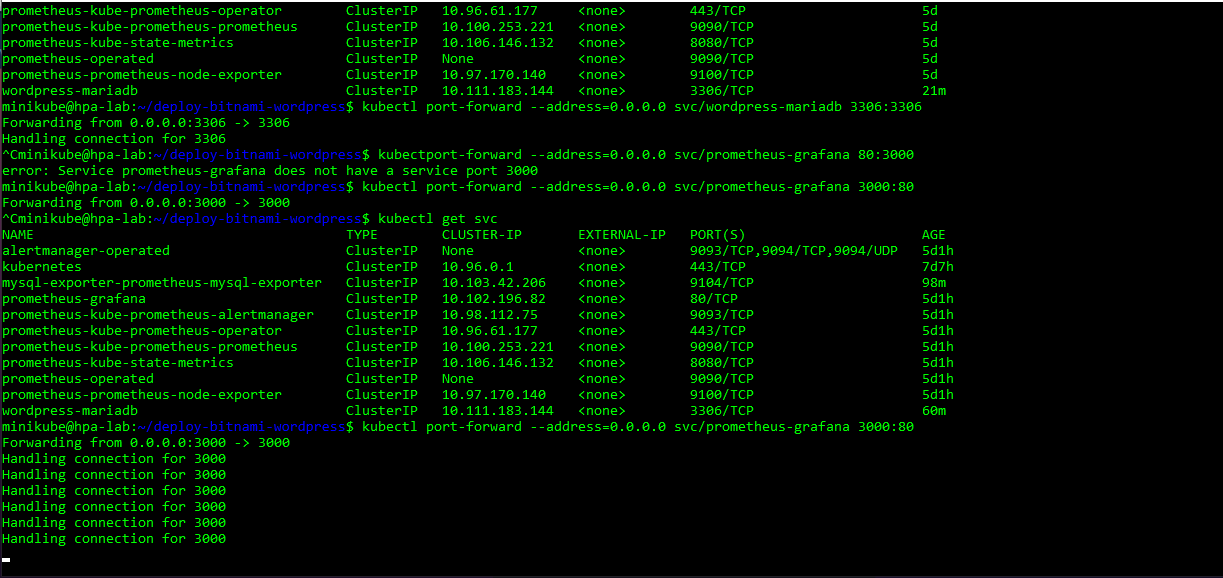 prometheus-kube-prometheus-operator ClusterIP 10.96.61.177 <none> 443/TCP 5d
prometheus-kube-prometheus-prometheus ClusterIP 10.100.253.221 <none> 9090/TCP 5d
prometheus-kube-state-metrics ClusterIP 10.106.146.132 <none> 8080/TCP 5d
prometheus-operated ClusterIP None <none> 9090/TCP 5d
prometheus-prometheus-node-exporter ClusterIP 10.97.170.140 <none> 9100/TCP 5d
wordpress-mariadb ClusterIP 10.111.183.144 <none> 3306/TCP 21m
minikube@hpa-lab:~/deploy-bitnami-wordpress$ kubectl port-forward --address=0.0.0.0 svc/wordpress-mariadb 3306:3306
Forwarding from 0.0.0.0:3306 -> 3306
Handling connection for 3306
^Cminikube@hpa-lab:~/deploy-bitnami-wordpress$ kubectport-forward --address=0.0.0.0 svc/prometheus-grafana 80:3000
error: Service prometheus-grafana does not have a service port 3000
minikube@hpa-lab:~/deploy-bitnami-wordpress$ kubectl port-forward --address=0.0.0.0 svc/prometheus-grafana 3000:80
Forwarding from 0.0.0.0:3000 -> 3000
^Cminikube@hpa-lab:~/deploy-bitnami-wordpress$ kubectl get svc
NAME TYPE CLUSTER-IP EXTERNAL-IP PORT(S) AGE
alertmanager-operated ClusterIP None <none> 9093/TCP,9094/TCP,9094/UDP 5d1h
kubernetes ClusterIP 10.96.0.1 <none> 443/TCP 7d7h
mysql-exporter-prometheus-mysql-exporter ClusterIP 10.103.42.206 <none> 9104/TCP 98m
prometheus-grafana ClusterIP 10.102.196.82 <none> 80/TCP 5d1h
prometheus-kube-prometheus-alertmanager ClusterIP 10.98.112.75 <none> 9093/TCP 5d1h
prometheus-kube-prometheus-operator ClusterIP 10.96.61.177 <none> 443/TCP 5d1h
prometheus-kube-prometheus-prometheus ClusterIP 10.100.253.221 <none> 9090/TCP 5d1h
prometheus-kube-state-metrics ClusterIP 10.106.146.132 <none> 8080/TCP 5d1h
prometheus-operated ClusterIP None <none> 9090/TCP 5d1h
prometheus-prometheus-node-exporter ClusterIP 10.97.170.140 <none> 9100/TCP 5d1h
wordpress-mariadb ClusterIP 10.111.183.144 <none> 3306/TCP 60m
minikube@hpa-lab:~/deploy-bitnami-wordpress$ kubectl port-forward --address=0.0.0.0 svc/prometheus-grafana 3000:80
Forwarding from 0.0.0.0:3000 -> 3000
Handling connection for 3000
Handling connection for 3000
Handling connection for 3000
Handling connection for 3000
Handling connection for 3000
Handling connection for 3000